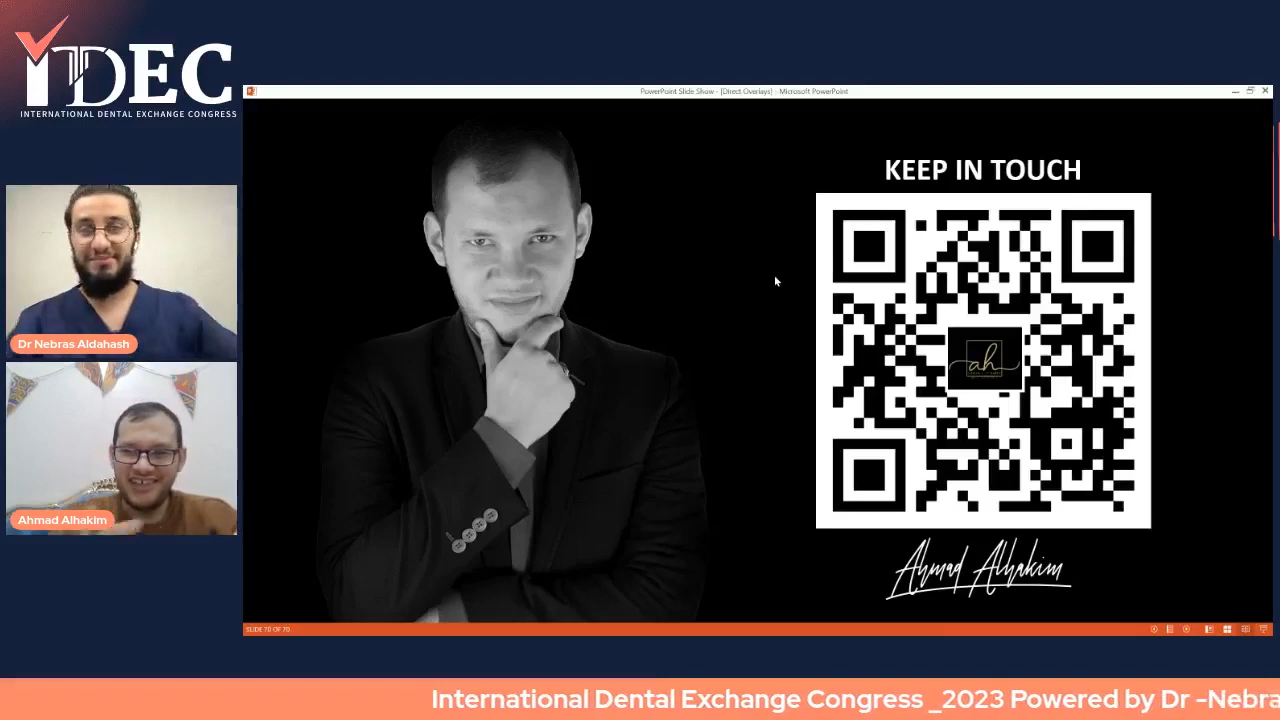 IDEC
INTERNATIONAL DENTAL EXCHANGE CONGRESS
PowerPoint Slide Show - [Direct Overlays] - Microsoft PowerPoint
KEEP IN TOUCH
Dr Nebras Aldahash
ah
Ahmad Alhakim
Ahmad Alhakim
SLIDE 70 OF 70
International Dental Exchange Congress _2023 Powered by Dr -Nebra